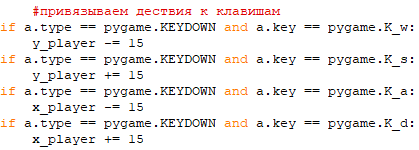 #привязываем дествия к клавишам
if a.type == pygame.KEYDOWN and a.key == pygame.K_w:
    y_player -= 15
if a.type == pygame.KEYDOWN and a.key == pygame.K_s:
    y_player += 15
if a.type == pygame.KEYDOWN and a.key == pygame.K_a:
    x_player -= 15
if a.type == pygame.KEYDOWN and a.key == pygame.K_d:
    x_player += 15